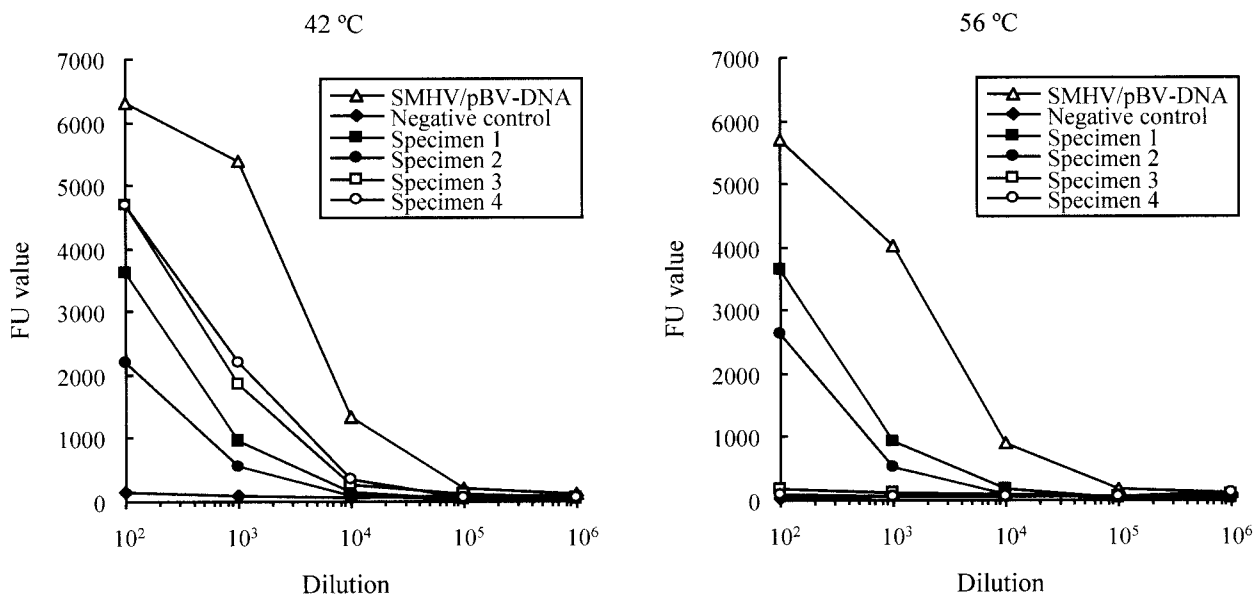 42 ºC
7000
6000
5000
4000
3000
2000
1000
0
FU value
SMHV/pBV-DNA
Negative control
Specimen 1
Specimen 2
Specimen 3
Specimen 4
10²
10³
10⁴
10⁵
10⁶
Dilution
56 ºC
7000
6000
5000
4000
3000
2000
1000
0
FU value
SMHV/pBV-DNA
Negative control
Specimen 1
Specimen 2
Specimen 3
Specimen 4
10²
10³
10⁴
10⁵
10⁶
Dilution